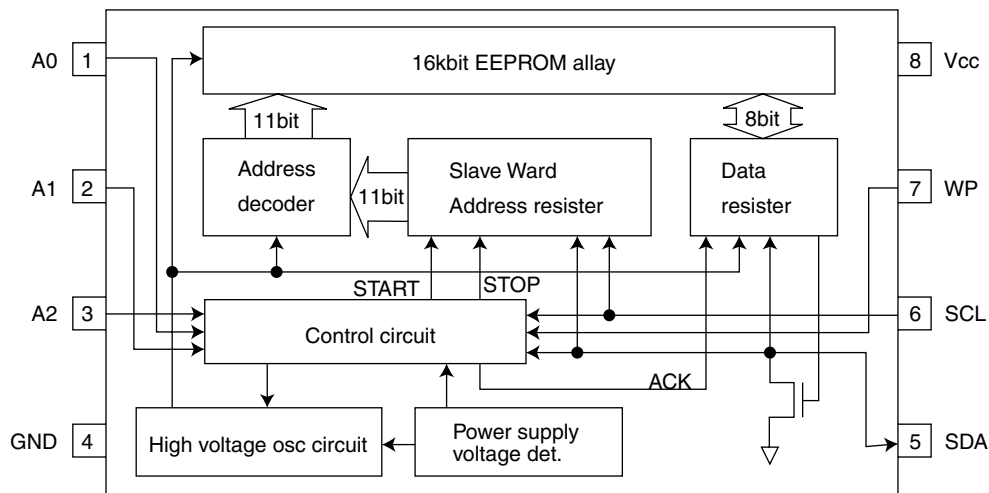 16kbit EEPROM allay
A0
1
8
Vcc
11bit
8bit
Address
decoder
11bit
Slave Ward
Address resister
Data
resister
A1
2
7
WP
START
STOP
A2
3
Control circuit
6
SCL
ACK
GND
4
High voltage osc circuit
Power supply
voltage det.
5
SDA